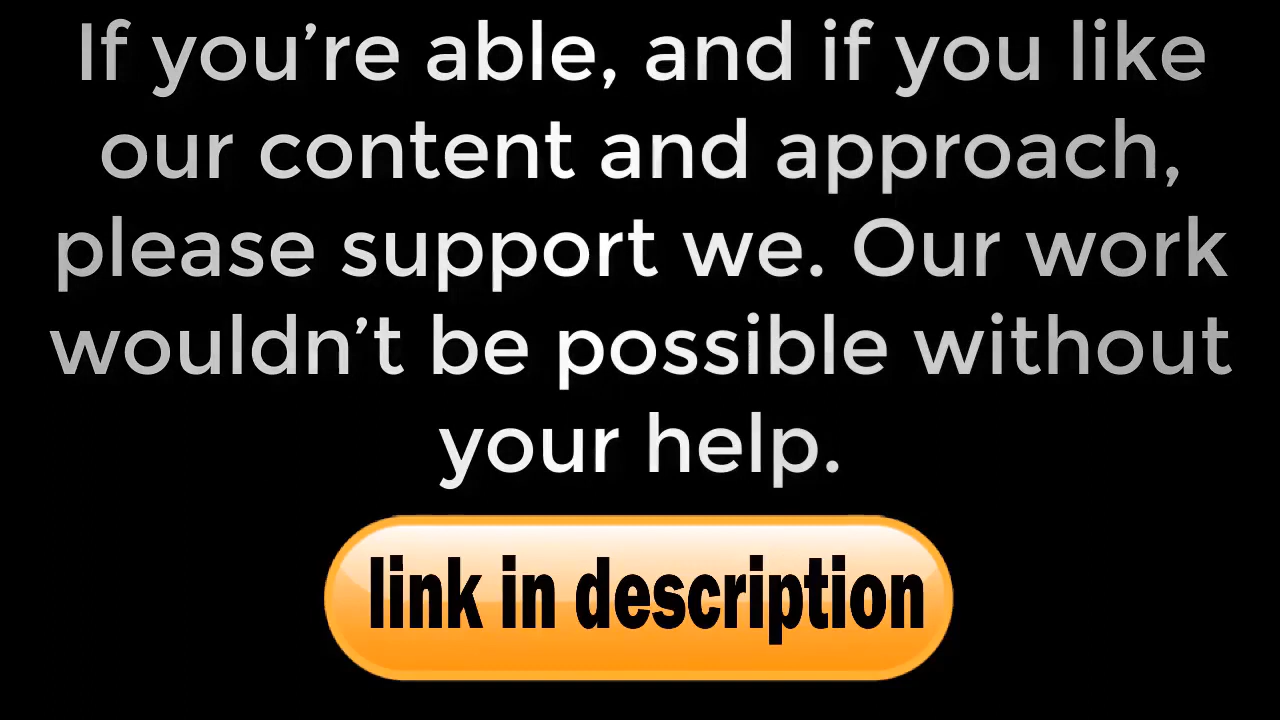 If you’re able, and if you like
our content and approach,
please support we. Our work
wouldn’t be possible without
your help.
link in description